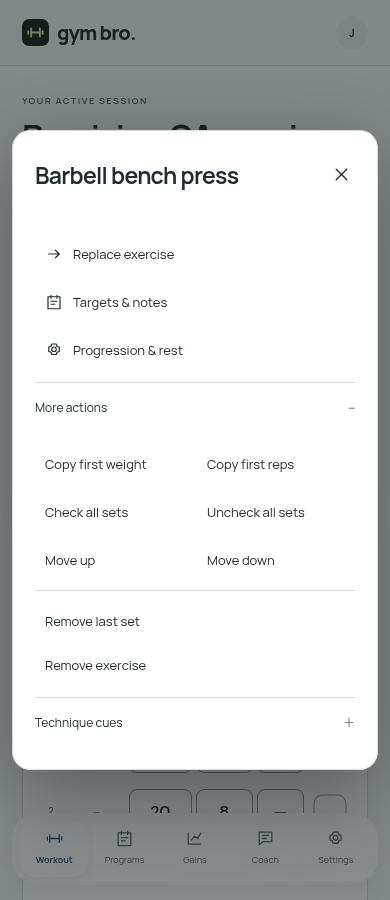 gym bro.
J
YOUR ACTIVE SESSION
Barbell bench press
Replace exercise
Targets & notes
Progression & rest
More actions −
Copy first weight Copy first reps
Check all sets Uncheck all sets
Move up Move down
Remove last set
Remove exercise
Technique cues +
2 – 20 8 —
Workout Programs Gains Coach Settings